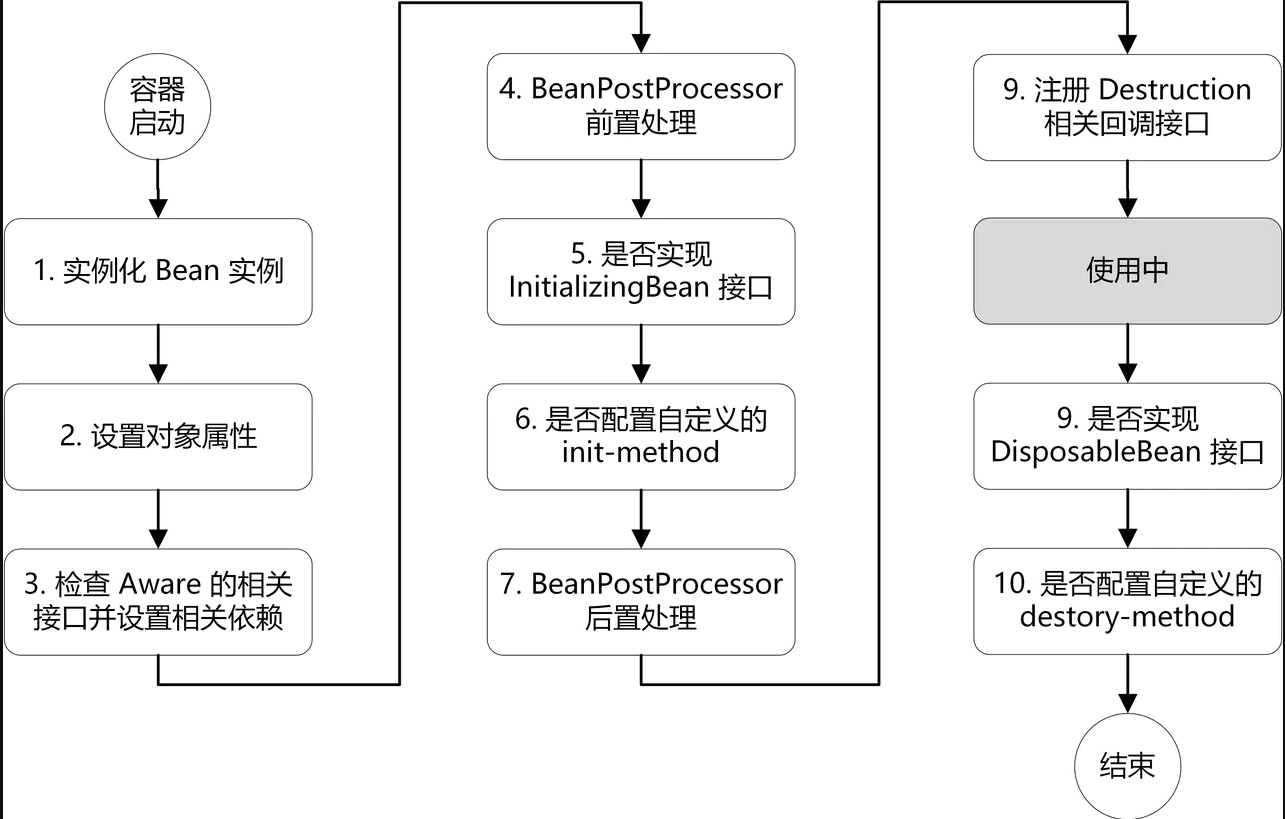 容器
启动
1. 实例化 Bean 实例
2. 设置对象属性
3. 检查 Aware 的相关
接口并设置相关依赖
4. BeanPostProcessor
前置处理
5. 是否实现
InitializingBean 接口
6. 是否配置自定义的
init-method
7. BeanPostProcessor
后置处理
9. 注册 Destruction
相关回调接口
使用中
9. 是否实现
DisposableBean 接口
10. 是否配置自定义的
destory-method
结束